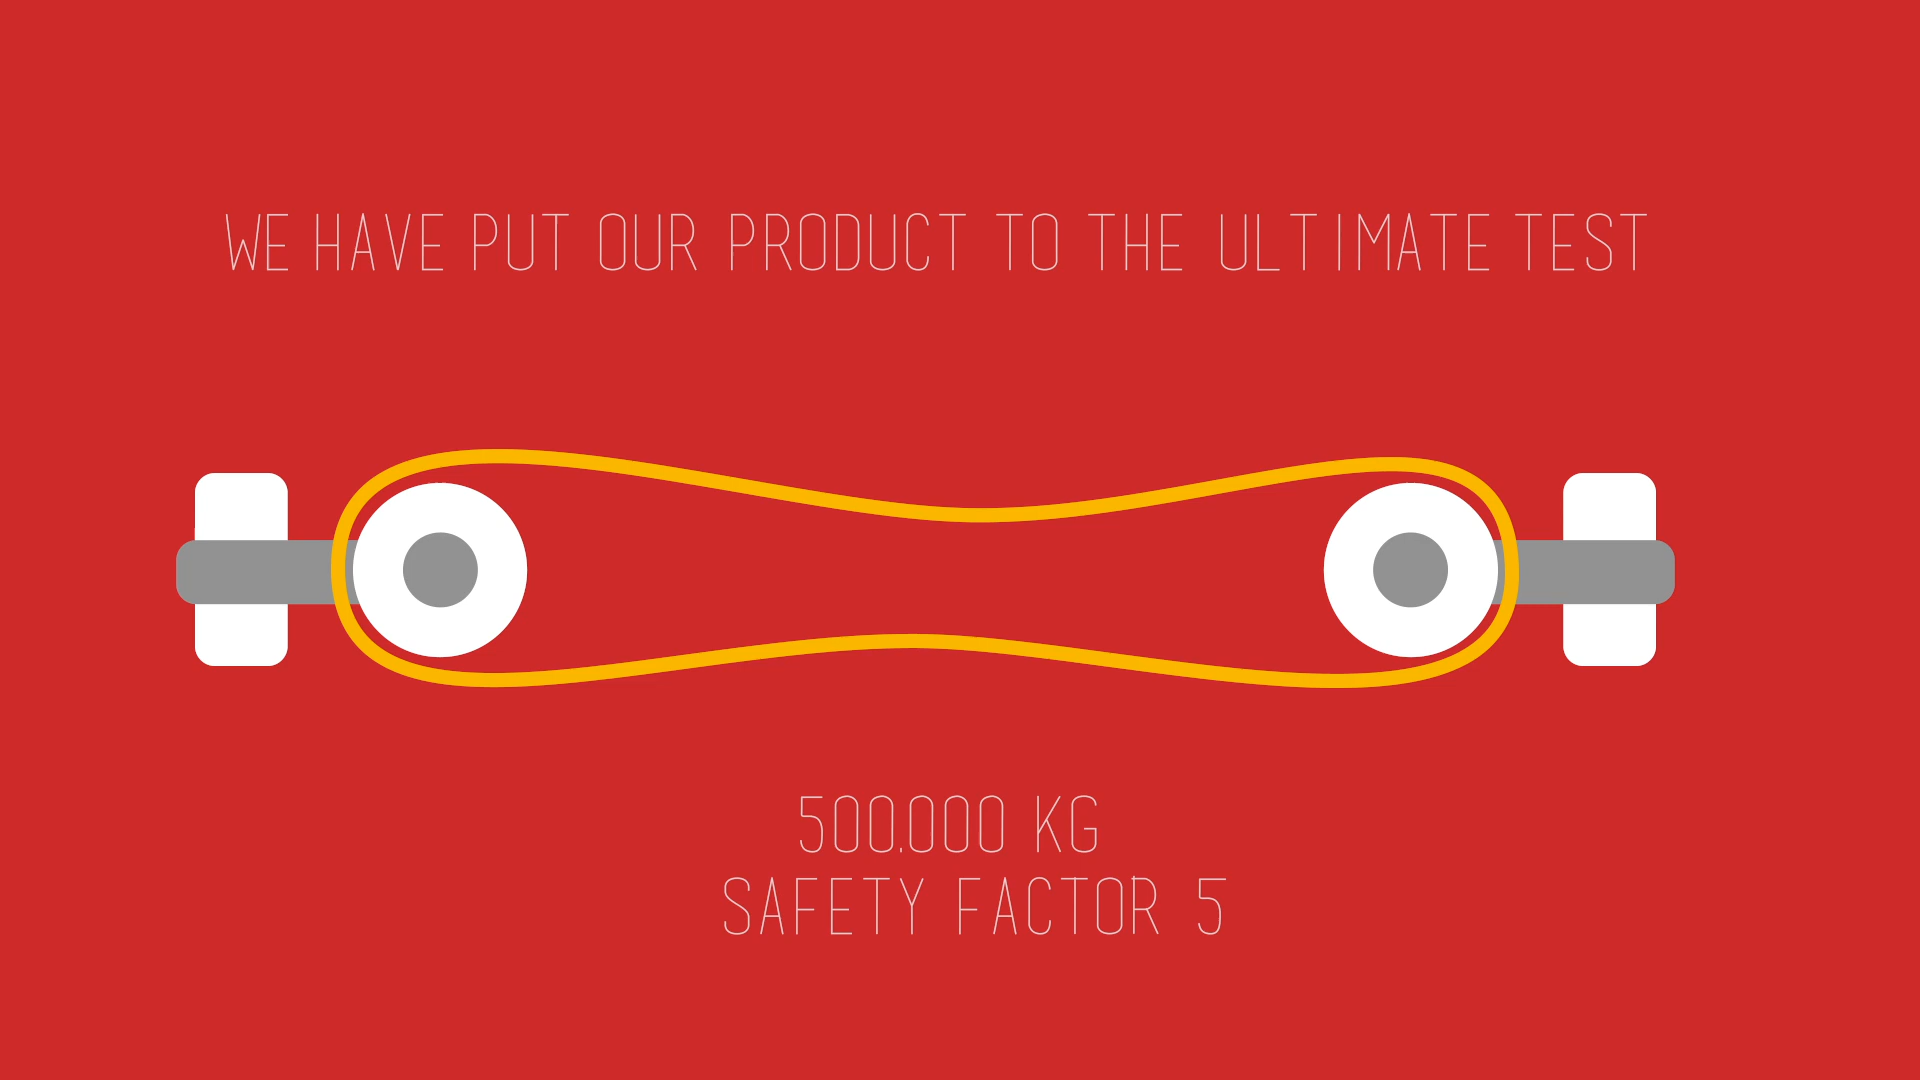 WE HAVE PUT OUR PRODUCT TO THE ULTIMATE TEST
500.000 KG
SAFETY FACTOR 5